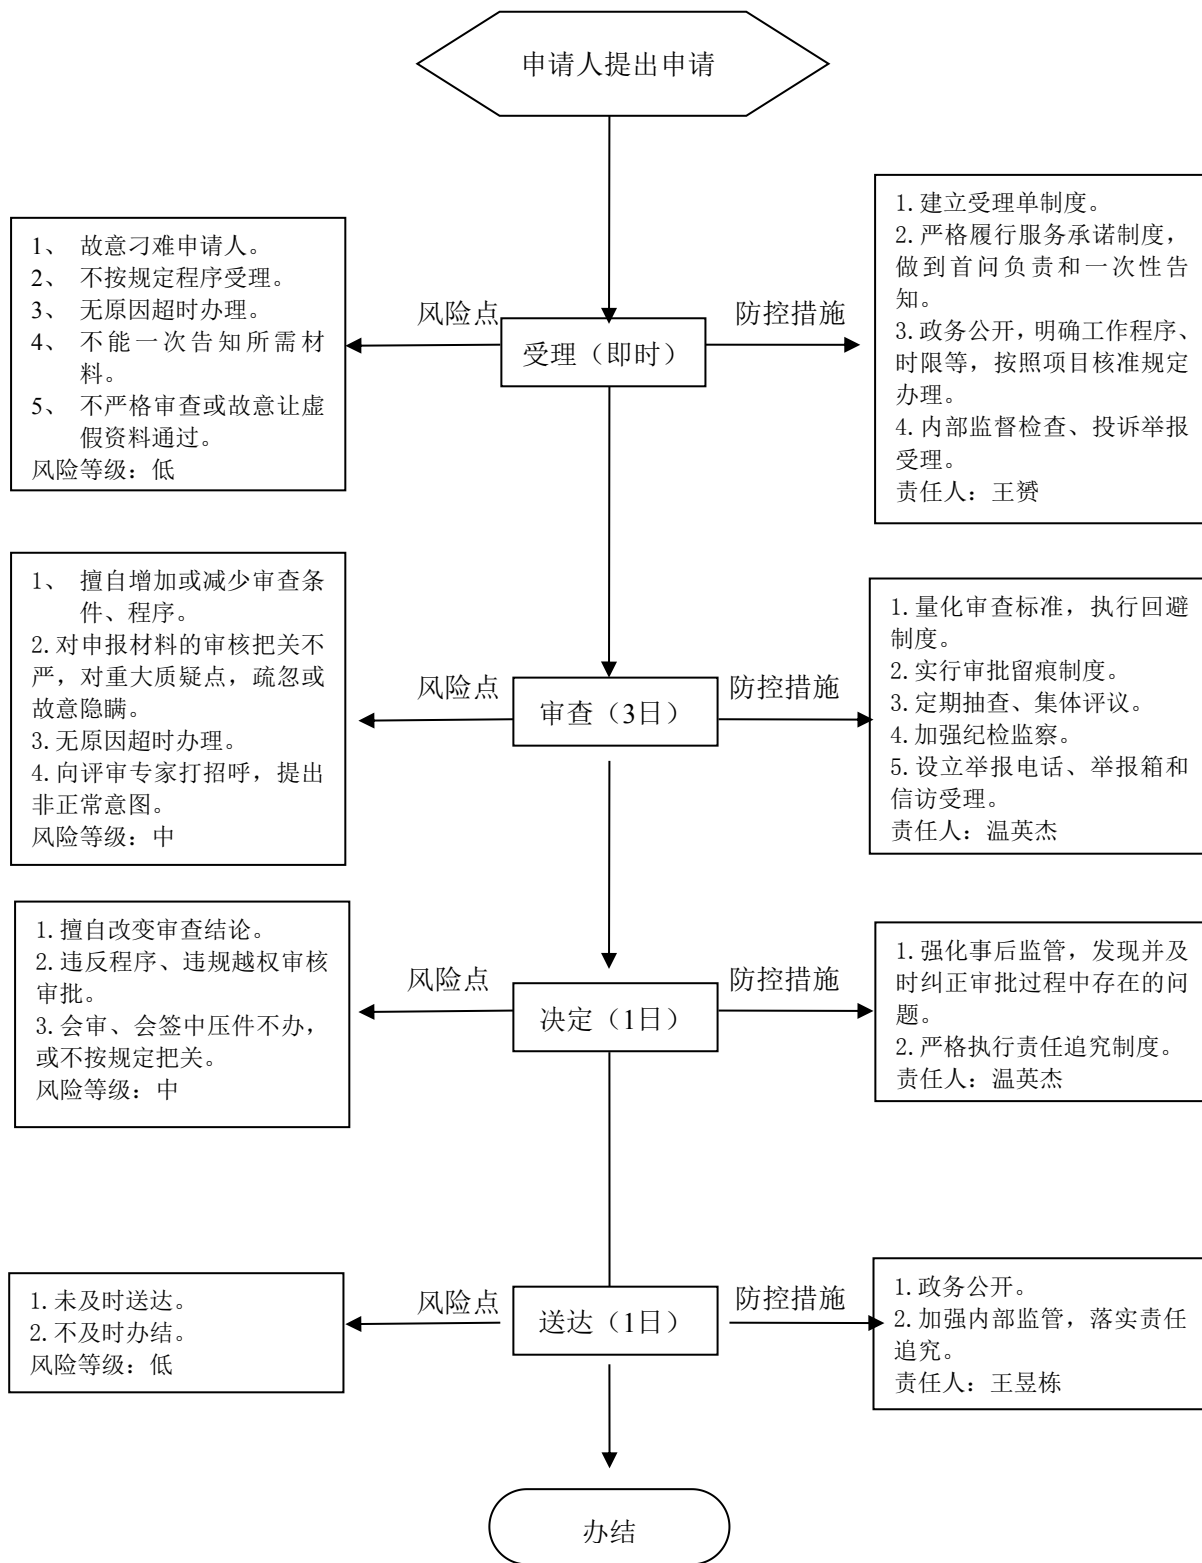 申请人提出申请
1、 故意刁难申请人。
2、 不按规定程序受理。
3、 无原因超时办理。
4、 不能一次告知所需材
料。
5、 不严格审查或故意让虚
假资料通过。
风险等级：低
风险点
受理（即时）
防控措施
1.建立受理单制度。
2.严格履行服务承诺制度，
做到首问负责和一次性告
知。
3.政务公开，明确工作程序、
时限等，按照项目核准规定
办理。
4.内部监督检查、投诉举报
受理。
责任人：王赟
1、 擅自增加或减少审查条
件、程序。
2.对申报材料的审核把关不
严，对重大质疑点，疏忽或
故意隐瞒。
3.无原因超时办理。
4.向评审专家打招呼，提出
非正常意图。
风险等级：中
风险点
审查（3日）
防控措施
1.量化审查标准，执行回避
制度。
2.实行审批留痕制度。
3.定期抽查、集体评议。
4.加强纪检监察。
5.设立举报电话、举报箱和
信访受理。
责任人：温英杰
1.擅自改变审查结论。
2.违反程序、违规越权审核
审批。
3.会审、会签中压件不办，
或不按规定把关。
风险等级：中
风险点
决定（1日）
防控措施
1.强化事后监管，发现并及
时纠正审批过程中存在的问
题。
2.严格执行责任追究制度。
责任人：温英杰
1.未及时送达。
2.不及时办结。
风险等级：低
风险点
送达（1日）
防控措施
1.政务公开。
2.加强内部监管，落实责任
追究。
责任人：王昱栋
办结